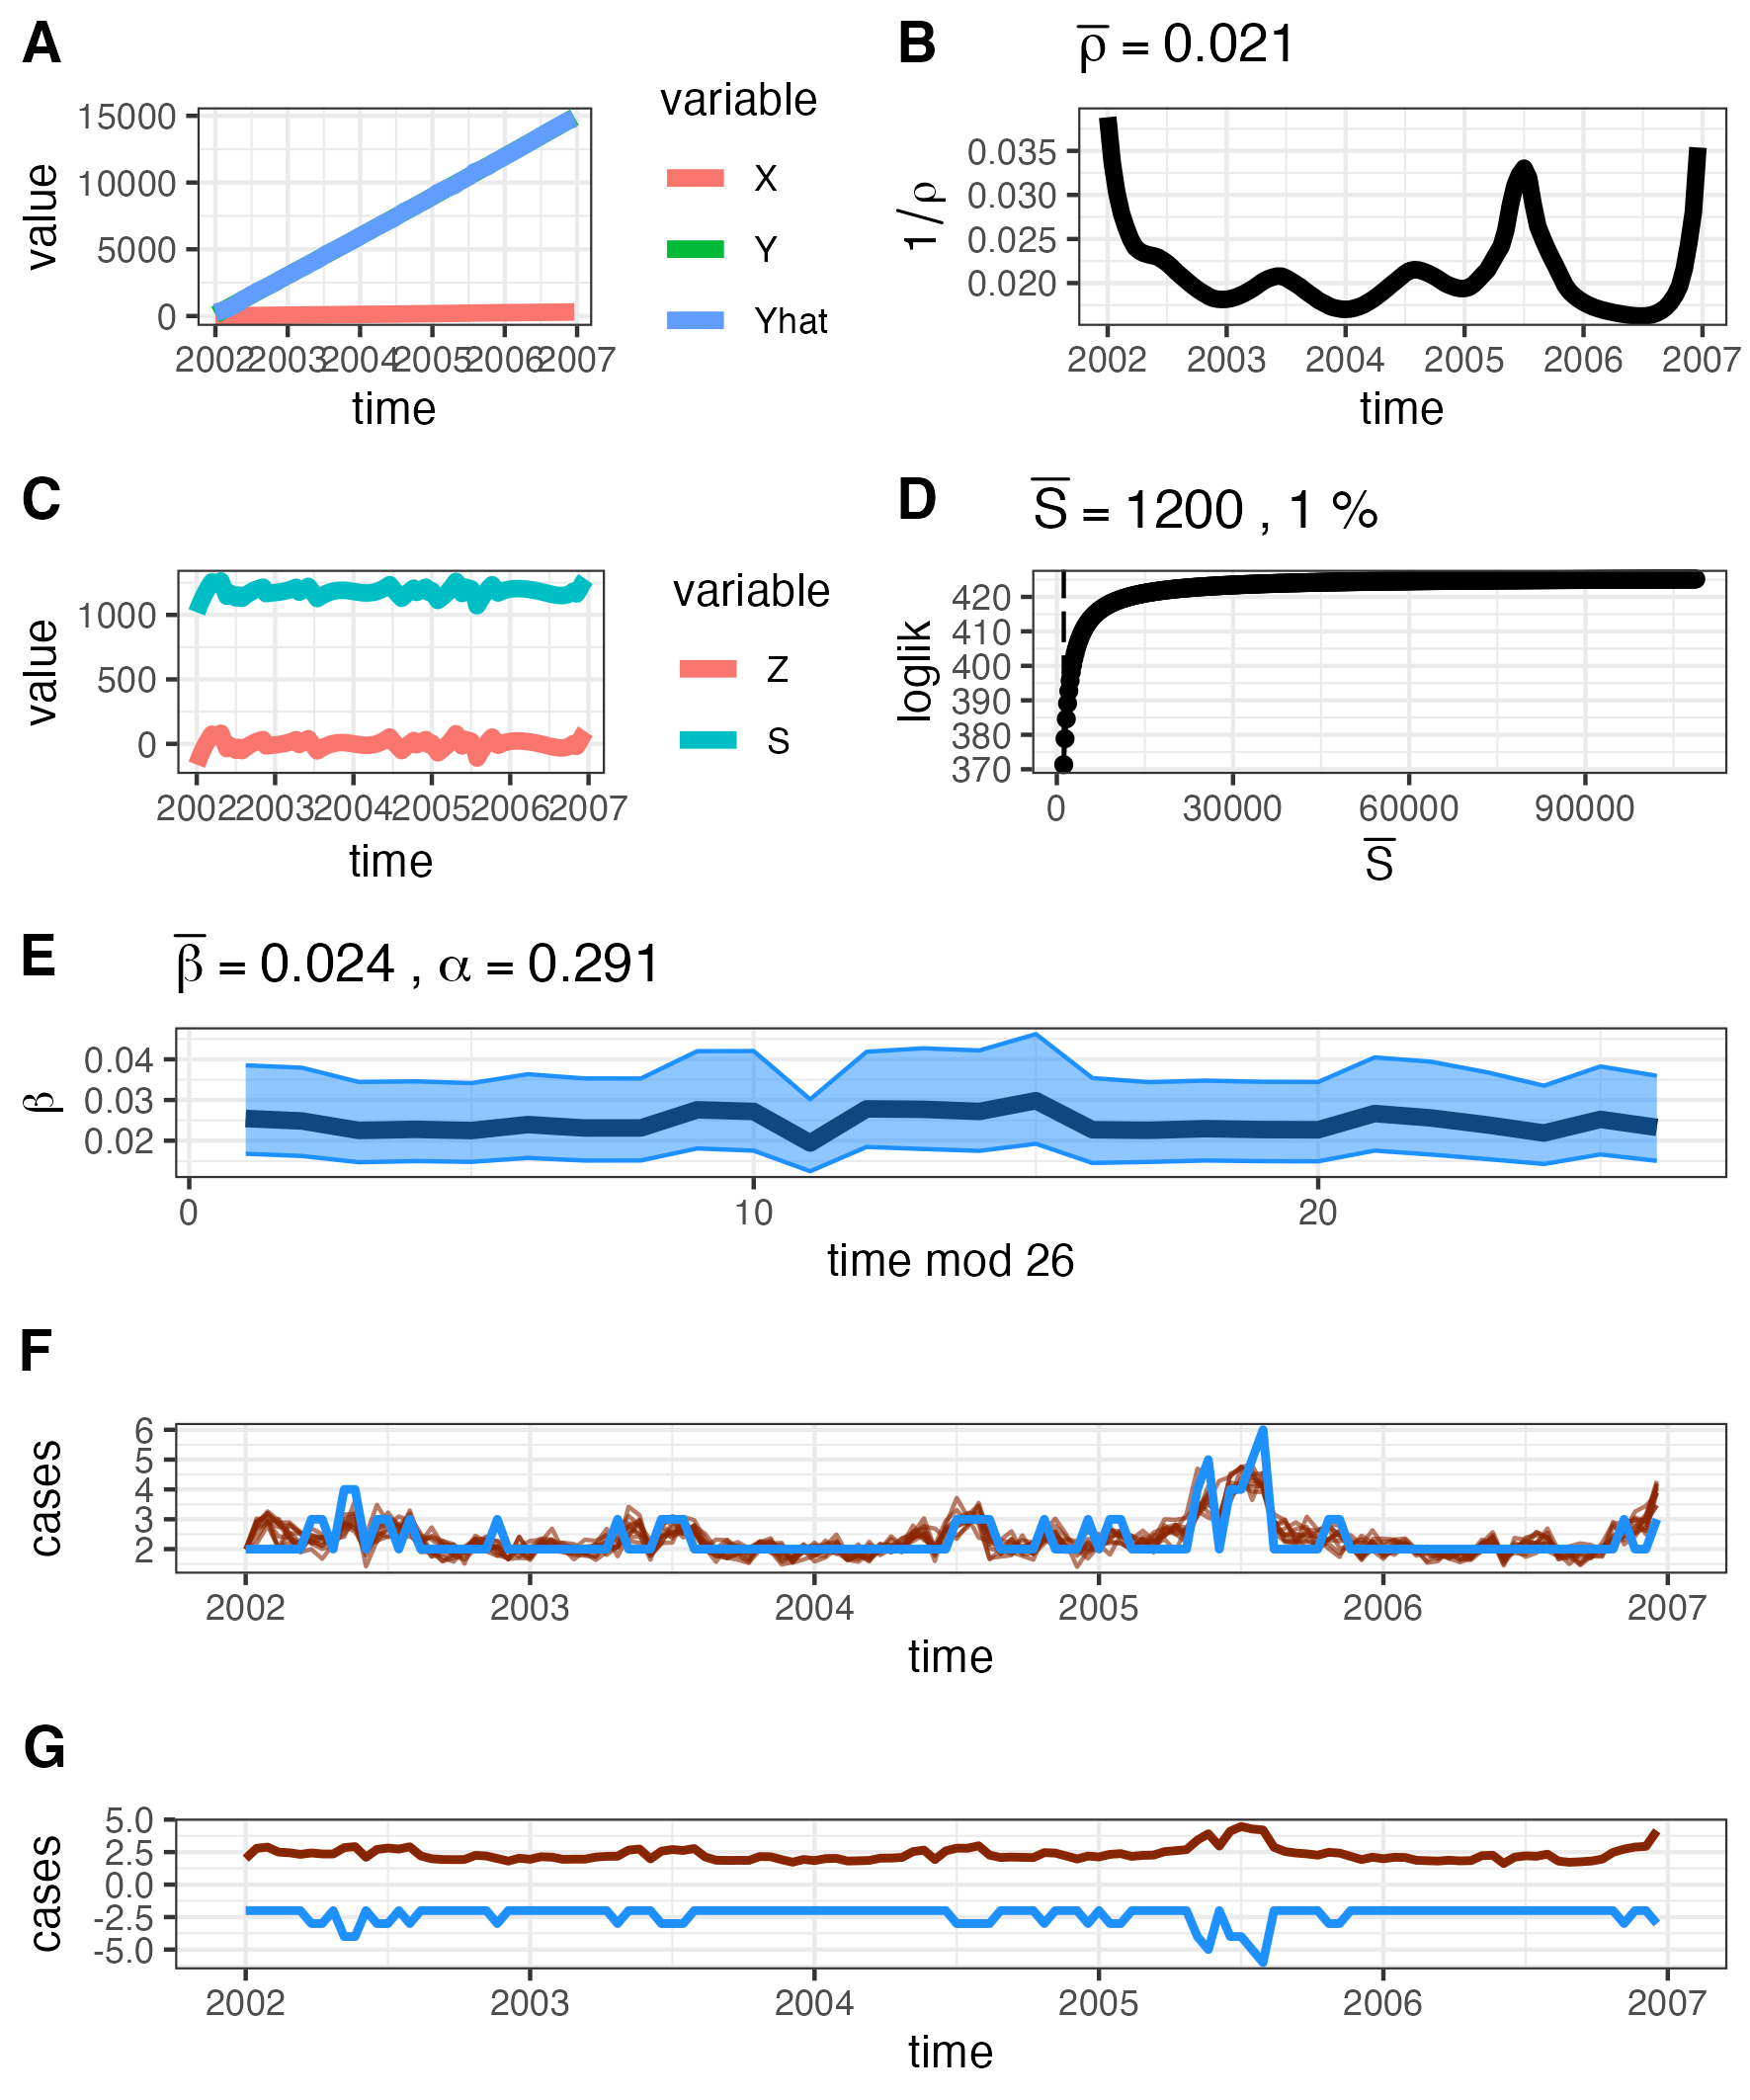 A
variable
15000
10000
5000
0
value
X
Y
Yhat
2002 2003 2004 2005 2006 2007
time
B
ρ̅ = 0.021
0.035
0.030
0.025
0.020
1/ρ
2002 2003 2004 2005 2006 2007
time
C
variable
1000
500
0
value
Z
S
2002 2003 2004 2005 2006 2007
time
D
S̅ = 1200 , 1 %
420
410
400
390
380
370
loglik
0 30000 60000 90000
S̅
E
β̅ = 0.024 , α = 0.291
0.04
0.03
0.02
β
0 10 20
time mod 26
F
6
5
4
3
2
cases
2002 2003 2004 2005 2006 2007
time
G
5.0
2.5
0.0
-2.5
-5.0
cases
2002 2003 2004 2005 2006 2007
time